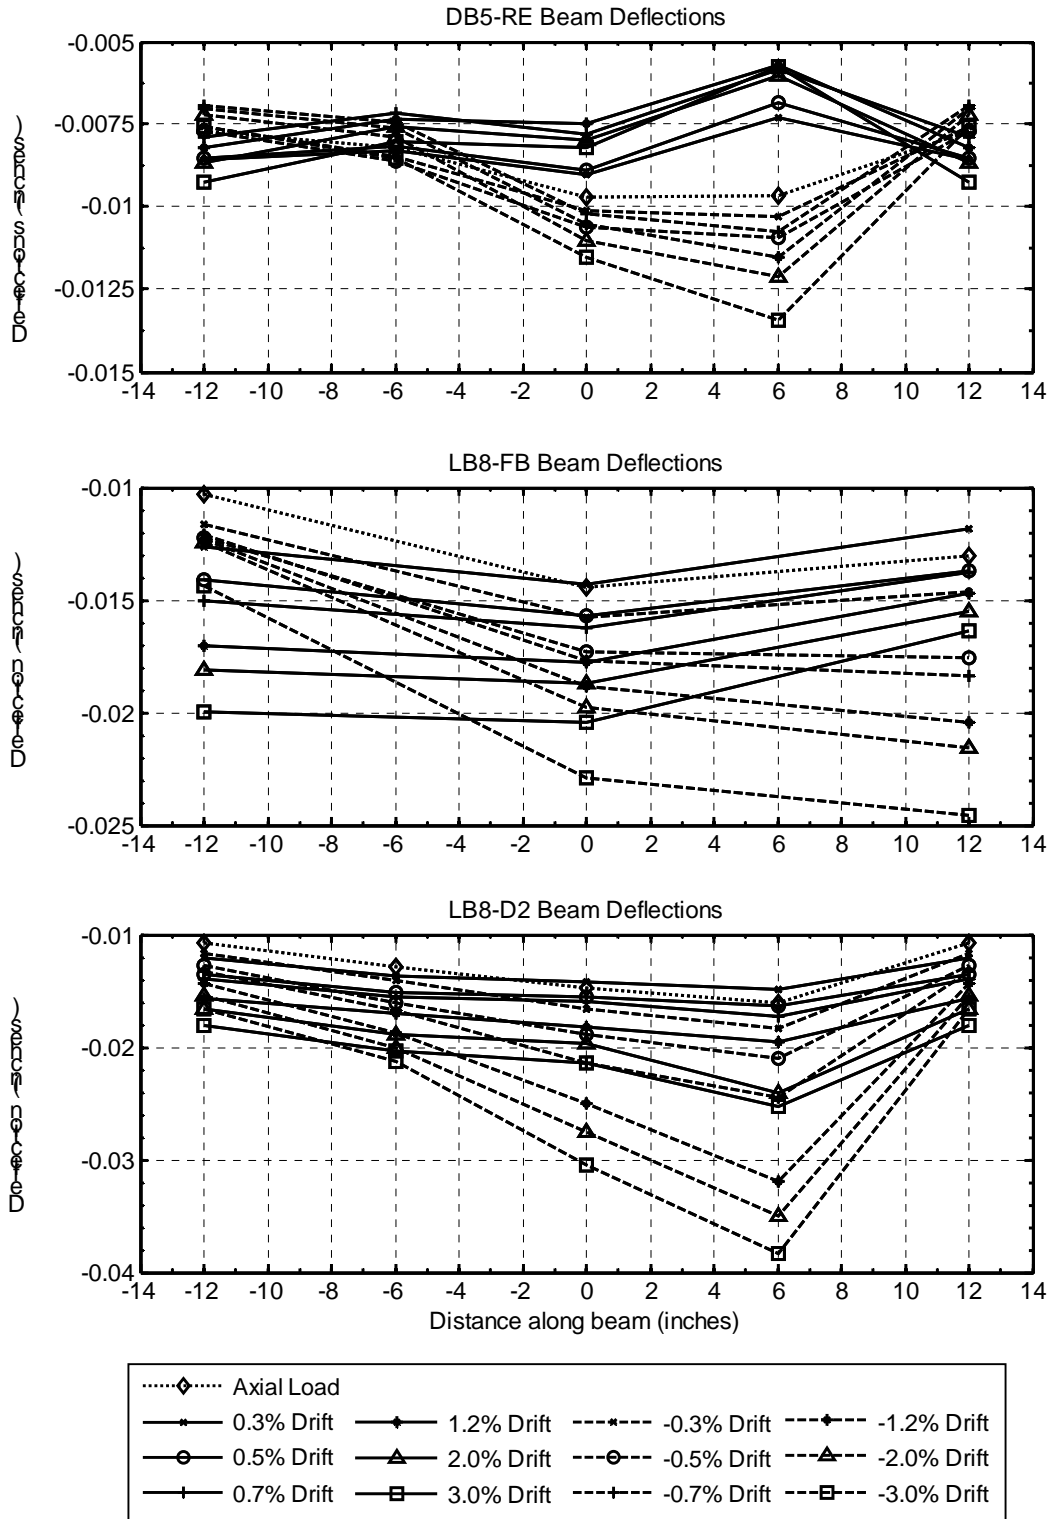 DB5-RE Beam Deflections
-0.005
-0.0075
-0.01
-0.0125
-0.015
-14 -12 -10 -8 -6 -4 -2 0 2 4 6 8 10 12 14
LB8-FB Beam Deflections
-0.01
-0.015
-0.02
-0.025
-14 -12 -10 -8 -6 -4 -2 0 2 4 6 8 10 12 14
LB8-D2 Beam Deflections
-0.01
-0.02
-0.03
-0.04
-14 -12 -10 -8 -6 -4 -2 0 2 4 6 8 10 12 14
Distance along beam (inches)
Axial Load
0.3% Drift 1.2% Drift -0.3% Drift -1.2% Drift
0.5% Drift 2.0% Drift -0.5% Drift -2.0% Drift
0.7% Drift 3.0% Drift -0.7% Drift -3.0% Drift